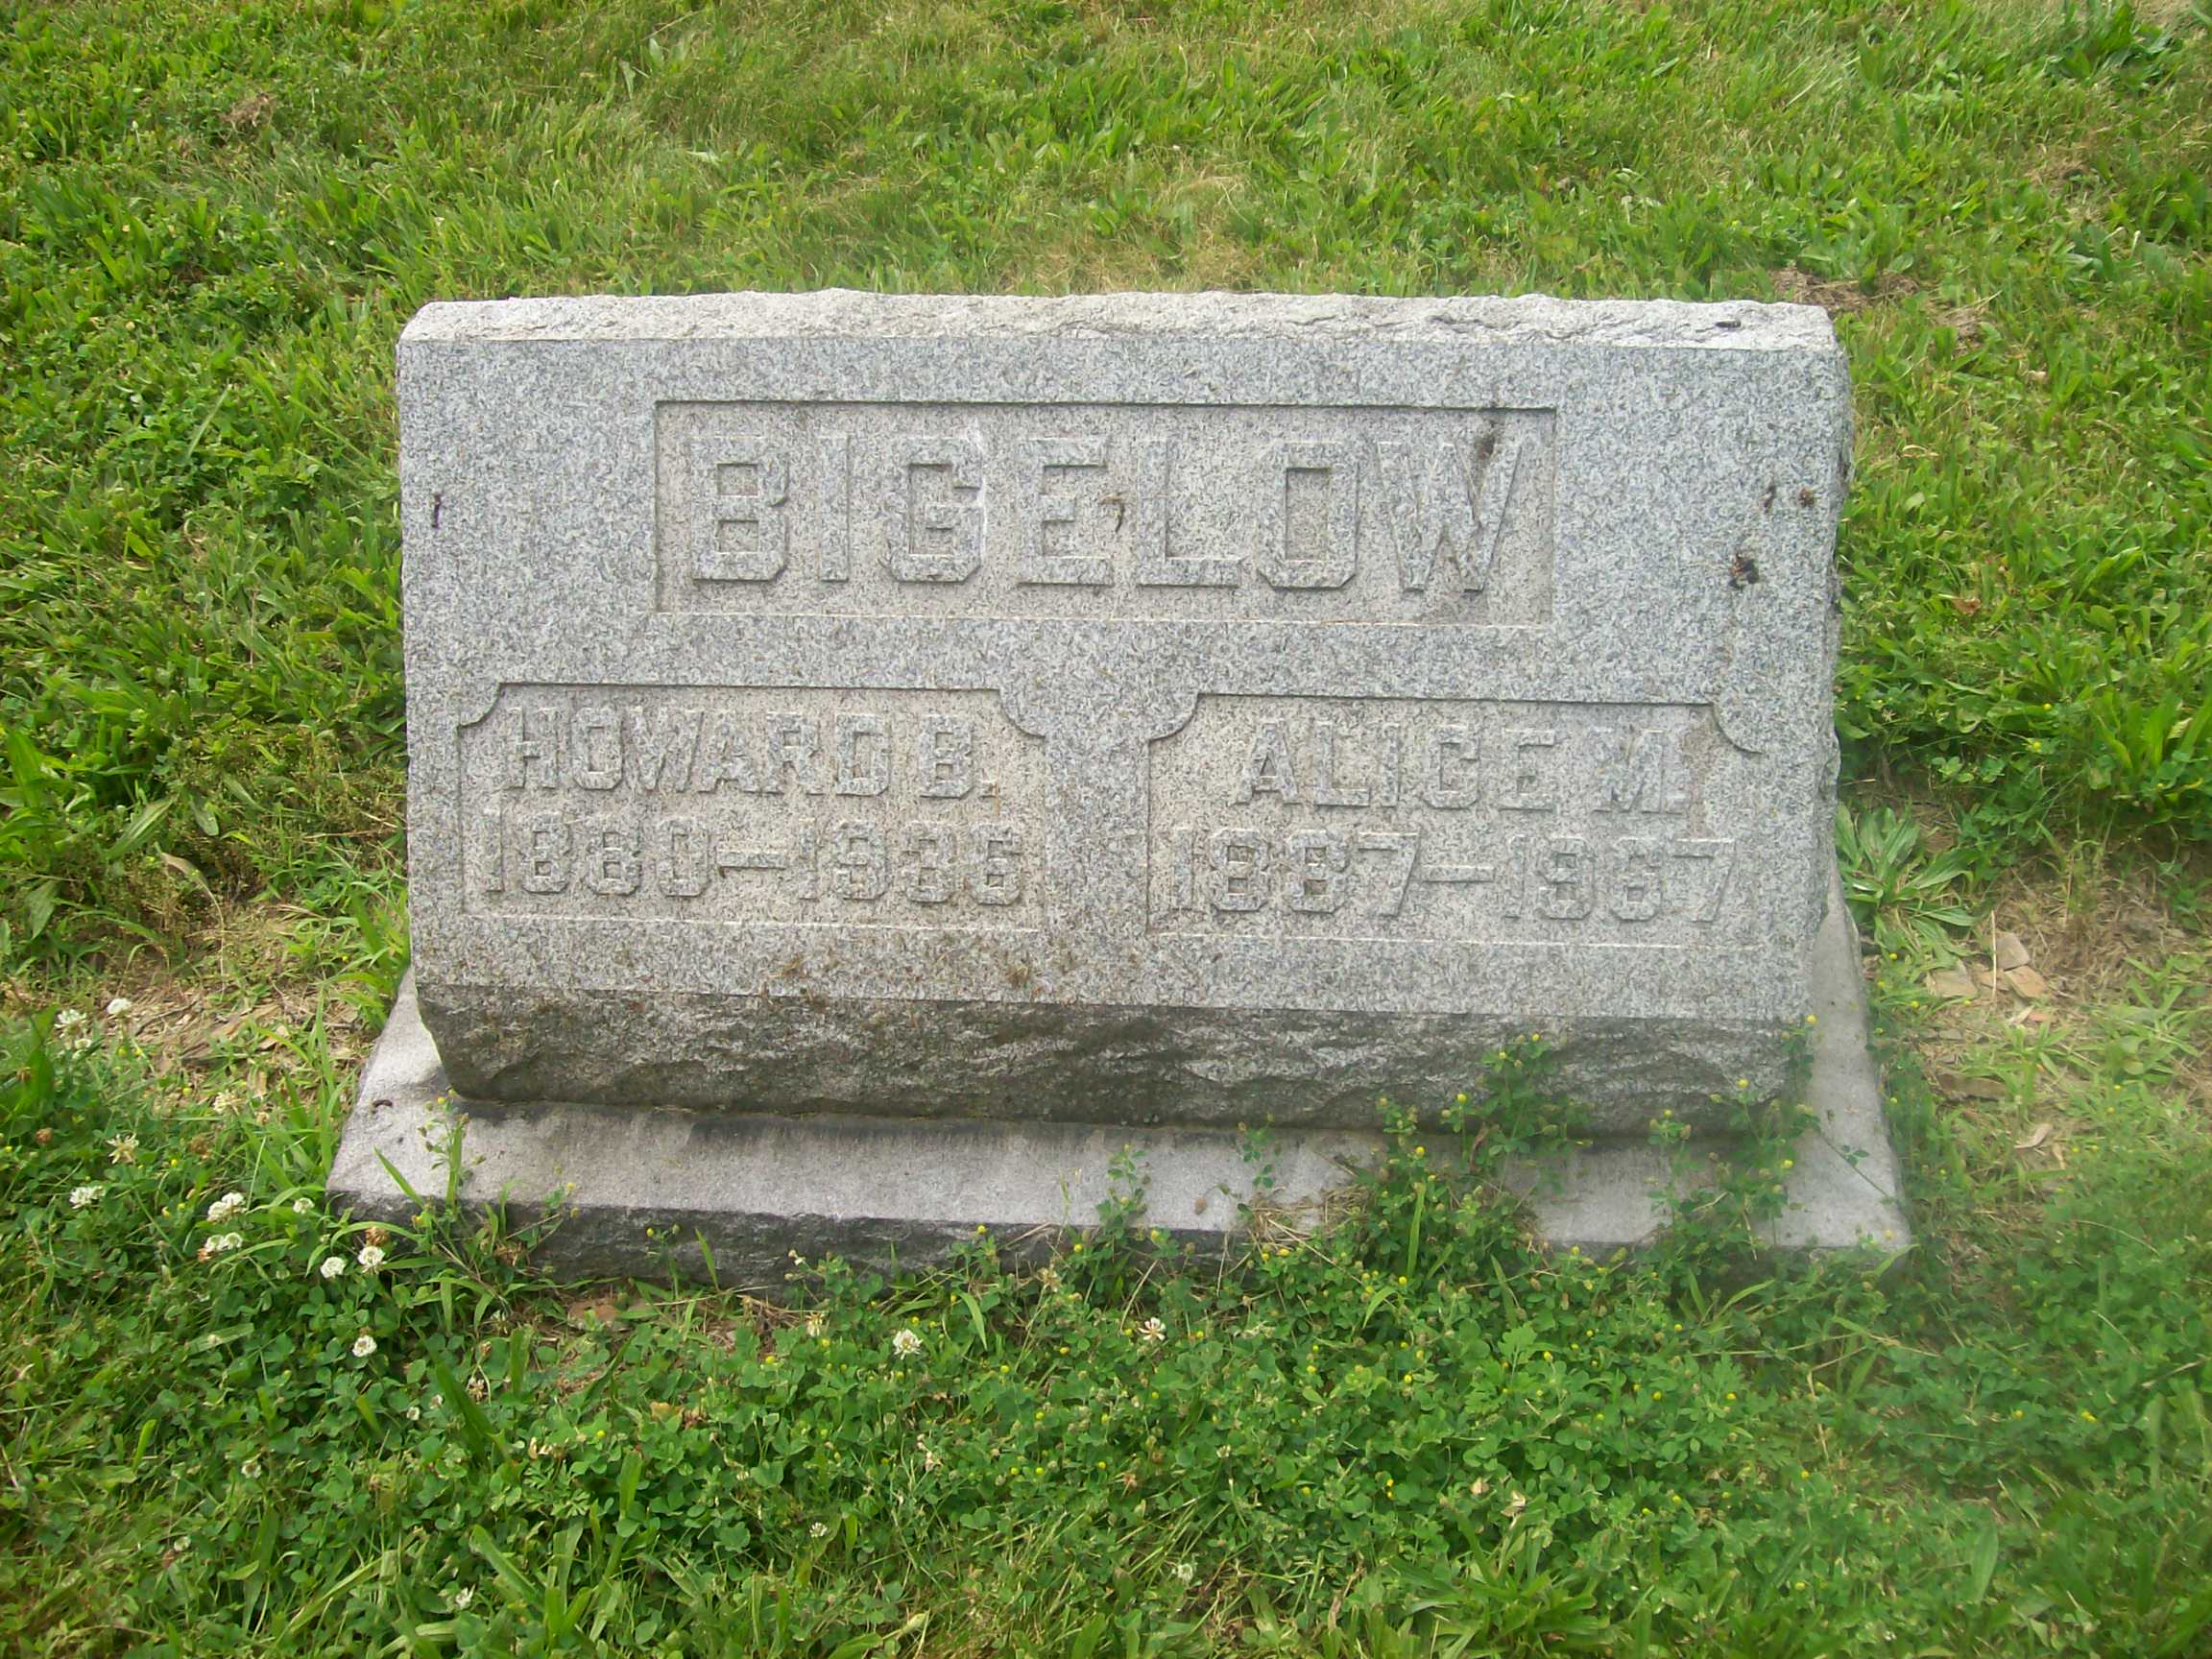 BIGELOW
HOWARD B.
1880—1936
ALICE M.
1887—1967